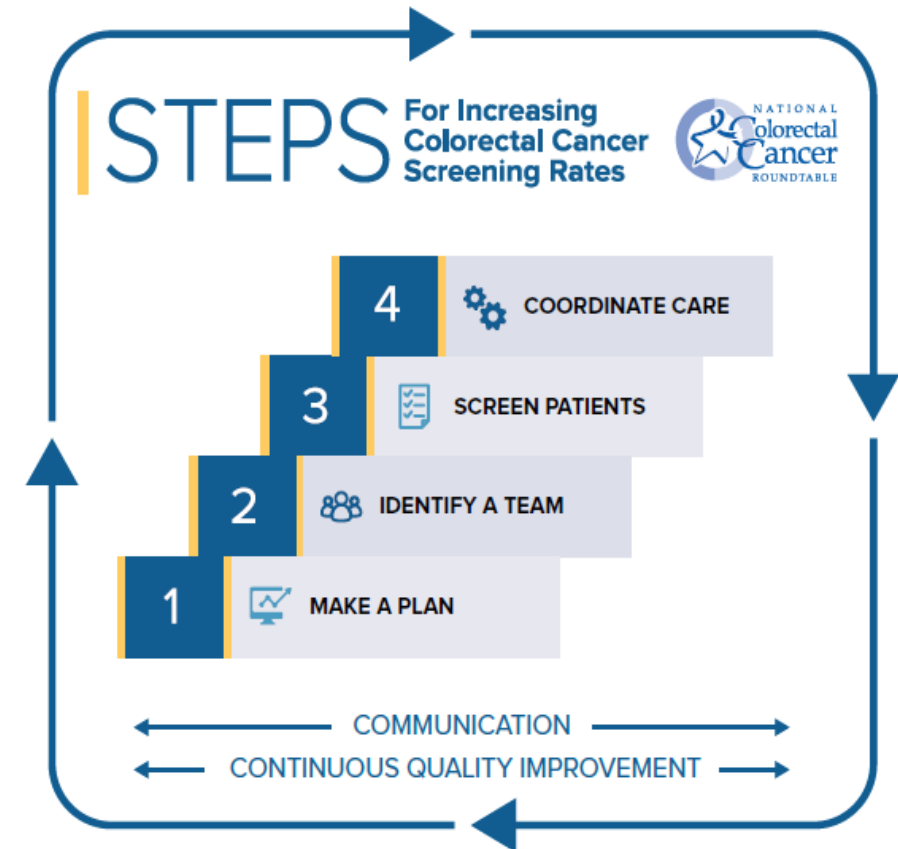 STEPS
For Increasing
Colorectal Cancer
Screening Rates
NATIONAL
Colorectal
Cancer
ROUNDTABLE
4 COORDINATE CARE
3 SCREEN PATIENTS
2 IDENTIFY A TEAM
1 MAKE A PLAN
COMMUNICATION
CONTINUOUS QUALITY IMPROVEMENT